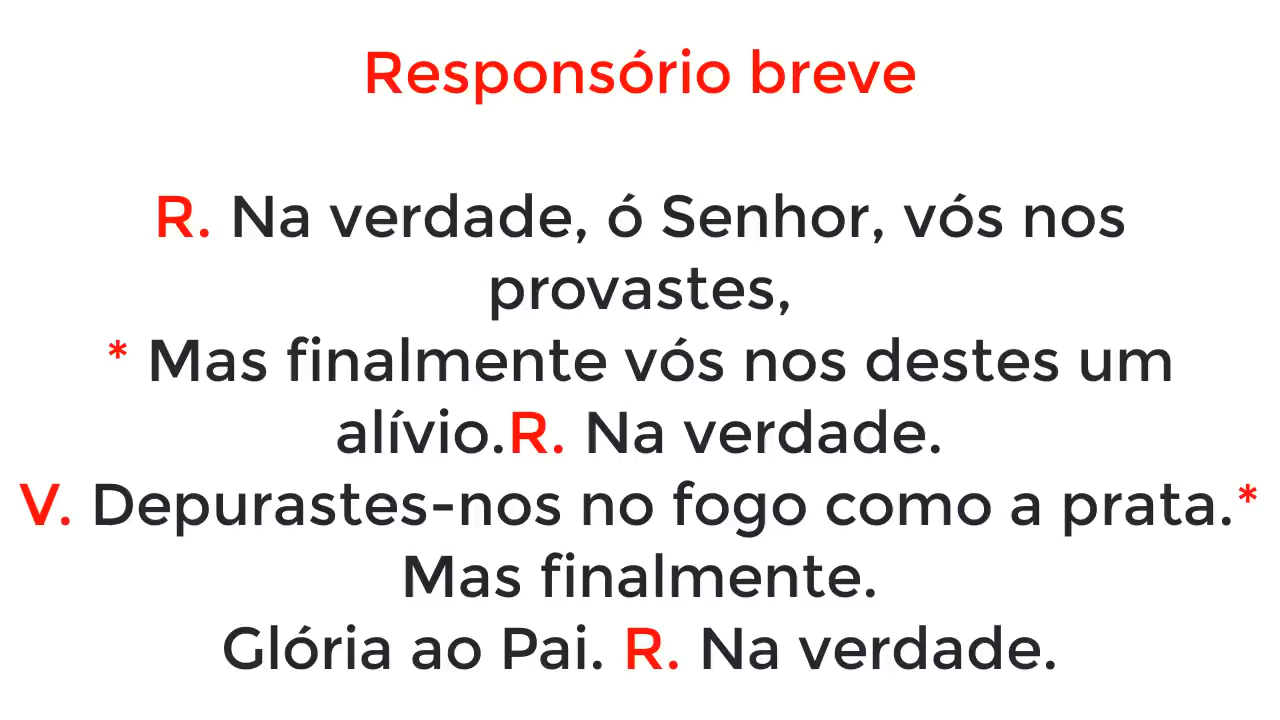 Responsório breve
R. Na verdade, ó Senhor, vós nos
provastes,
* Mas finalmente vós nos destes um
alívio.R. Na verdade.
V. Depurastes-nos no fogo como a prata.*
Mas finalmente.
Glória ao Pai. R. Na verdade.